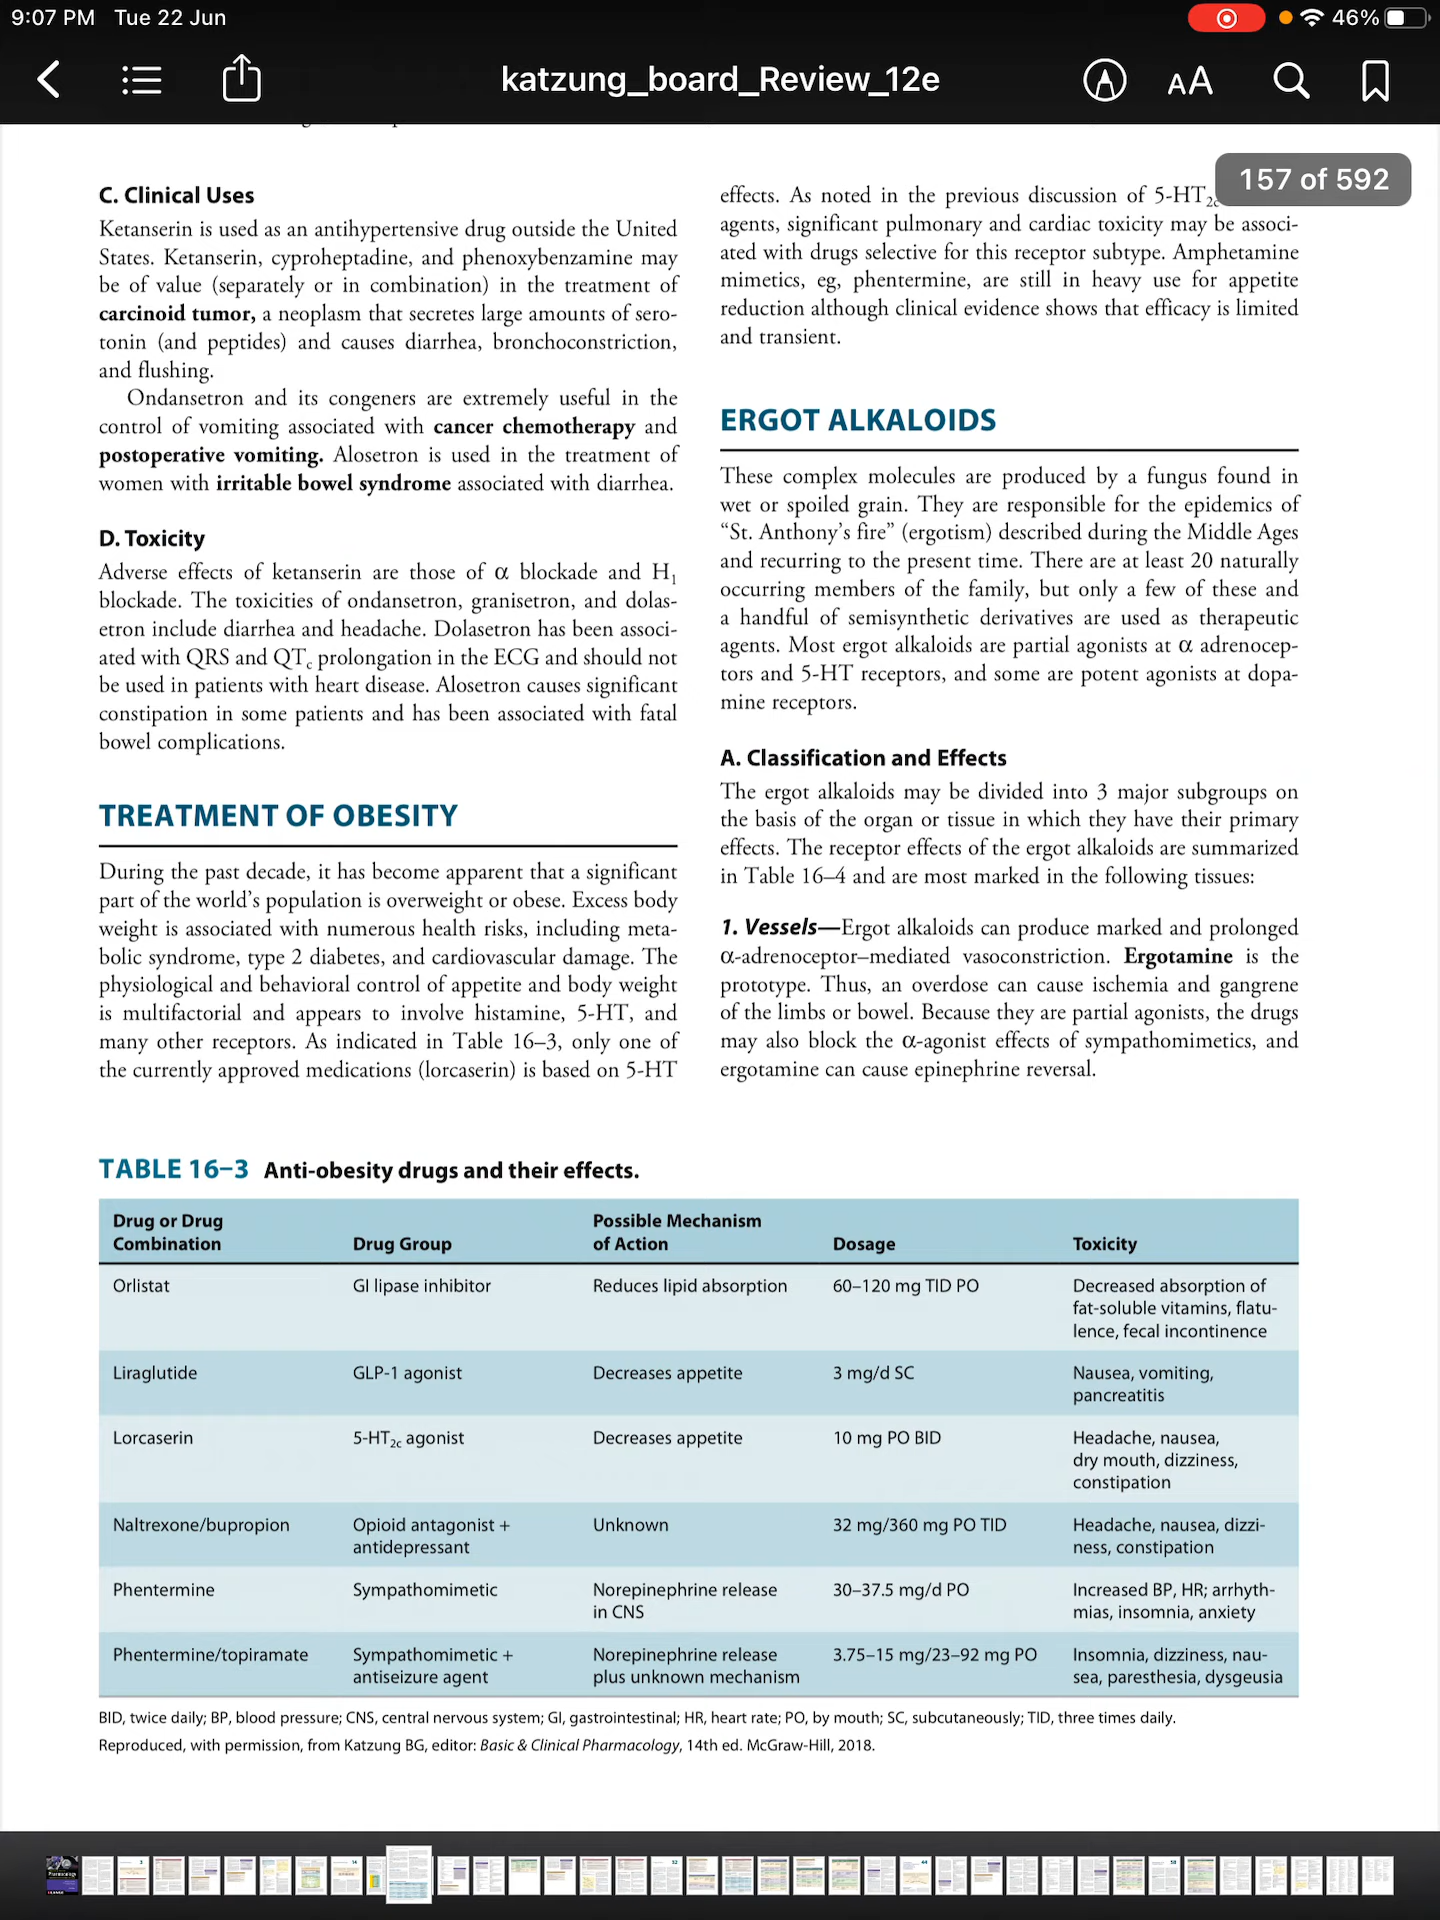 9:07 PM Tue 22 Jun
46%
katzung_board_Review_12e
AA
157 of 592
C. Clinical Uses
Ketanserin is used as an antihypertensive drug outside the United
States. Ketanserin, cyproheptadine, and phenoxybenzamine may
be of value (separately or in combination) in the treatment of
carcinoid tumor, a neoplasm that secretes large amounts of sero-
tonin (and peptides) and causes diarrhea, bronchoconstriction,
and flushing.
Ondansetron and its congeners are extremely useful in the
control of vomiting associated with cancer chemotherapy and
postoperative vomiting. Alosetron is used in the treatment of
women with irritable bowel syndrome associated with diarrhea.
D. Toxicity
Adverse effects of ketanserin are those of α blockade and H1
blockade. The toxicities of ondansetron, granisetron, and dolas-
etron include diarrhea and headache. Dolasetron has been associ-
ated with QRS and QTc prolongation in the ECG and should not
be used in patients with heart disease. Alosetron causes significant
constipation in some patients and has been associated with fatal
bowel complications.
TREATMENT OF OBESITY
During the past decade, it has become apparent that a significant
part of the world's population is overweight or obese. Excess body
weight is associated with numerous health risks, including meta-
bolic syndrome, type 2 diabetes, and cardiovascular damage. The
physiological and behavioral control of appetite and body weight
is multifactorial and appears to involve histamine, 5-HT, and
many other receptors. As indicated in Table 16–3, only one of
the currently approved medications (lorcaserin) is based on 5-HT
effects. As noted in the previous discussion of 5-HT2c
agents, significant pulmonary and cardiac toxicity may be associ-
ated with drugs selective for this receptor subtype. Amphetamine
mimetics, eg, phentermine, are still in heavy use for appetite
reduction although clinical evidence shows that efficacy is limited
and transient.
ERGOT ALKALOIDS
These complex molecules are produced by a fungus found in
wet or spoiled grain. They are responsible for the epidemics of
“St. Anthony's fire” (ergotism) described during the Middle Ages
and recurring to the present time. There are at least 20 naturally
occurring members of the family, but only a few of these and
a handful of semisynthetic derivatives are used as therapeutic
agents. Most ergot alkaloids are partial agonists at α adrenocep-
tors and 5-HT receptors, and some are potent agonists at dopa-
mine receptors.
A. Classification and Effects
The ergot alkaloids may be divided into 3 major subgroups on
the basis of the organ or tissue in which they have their primary
effects. The receptor effects of the ergot alkaloids are summarized
in Table 16–4 and are most marked in the following tissues:
1. Vessels—Ergot alkaloids can produce marked and prolonged
α-adrenoceptor–mediated vasoconstriction. Ergotamine is the
prototype. Thus, an overdose can cause ischemia and gangrene
of the limbs or bowel. Because they are partial agonists, the drugs
may also block the α-agonist effects of sympathomimetics, and
ergotamine can cause epinephrine reversal.
TABLE 16–3 Anti-obesity drugs and their effects.
Drug or Drug
Combination
Drug Group
Possible Mechanism
of Action
Dosage
Toxicity
Orlistat
GI lipase inhibitor
Reduces lipid absorption
60–120 mg TID PO
Decreased absorption of
fat-soluble vitamins, flatu-
lence, fecal incontinence
Liraglutide
GLP-1 agonist
Decreases appetite
3 mg/d SC
Nausea, vomiting,
pancreatitis
Lorcaserin
5-HT2c agonist
Decreases appetite
10 mg PO BID
Headache, nausea,
dry mouth, dizziness,
constipation
Naltrexone/bupropion
Opioid antagonist +
antidepressant
Unknown
32 mg/360 mg PO TID
Headache, nausea, dizzi-
ness, constipation
Phentermine
Sympathomimetic
Norepinephrine release
in CNS
30–37.5 mg/d PO
Increased BP, HR; arrhyth-
mias, insomnia, anxiety
Phentermine/topiramate
Sympathomimetic +
antiseizure agent
Norepinephrine release
plus unknown mechanism
3.75–15 mg/23–92 mg PO
Insomnia, dizziness, nau-
sea, paresthesia, dysgeusia
BID, twice daily; BP, blood pressure; CNS, central nervous system; GI, gastrointestinal; HR, heart rate; PO, by mouth; SC, subcutaneously; TID, three times daily.
Reproduced, with permission, from Katzung BG, editor: Basic & Clinical Pharmacology, 14th ed. McGraw-Hill, 2018.